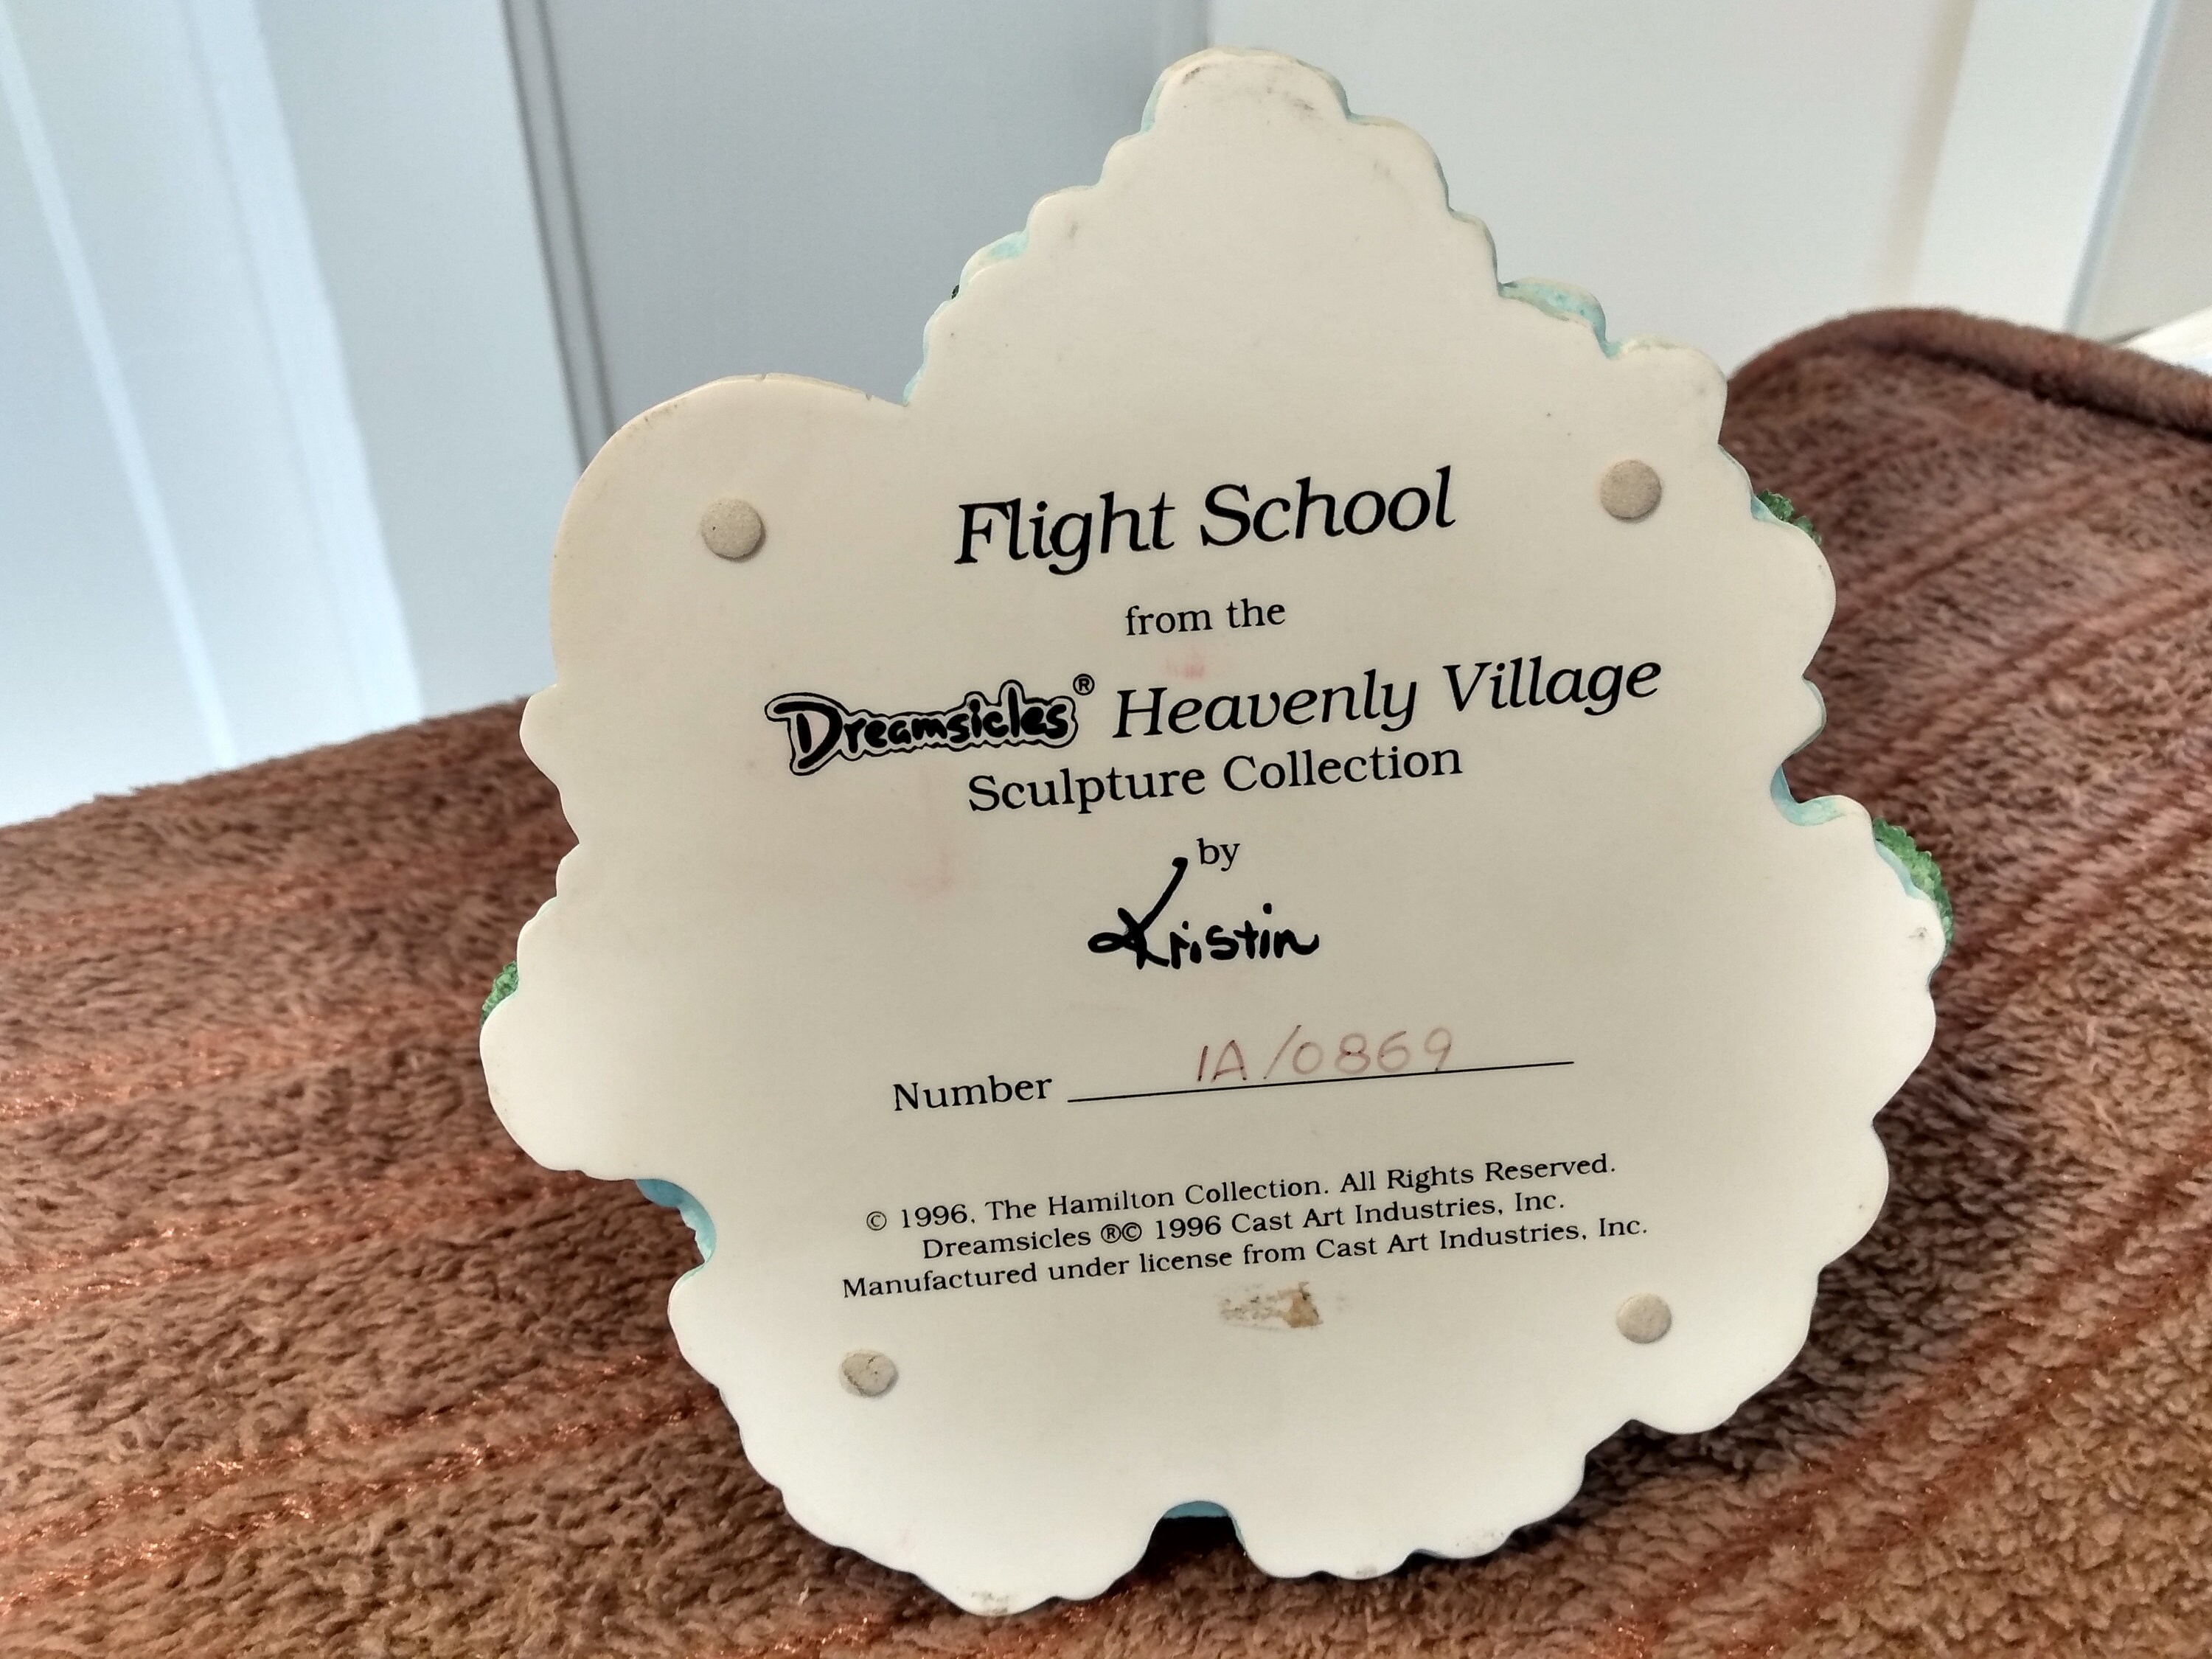 Flight School
from the
Dreamsicles® Heavenly Village
Sculpture Collection
by
Kristin
Number 1A/0869
© 1996, The Hamilton Collection. All Rights Reserved.
Dreamsicles ®© 1996 Cast Art Industries, Inc.
Manufactured under license from Cast Art Industries, Inc.